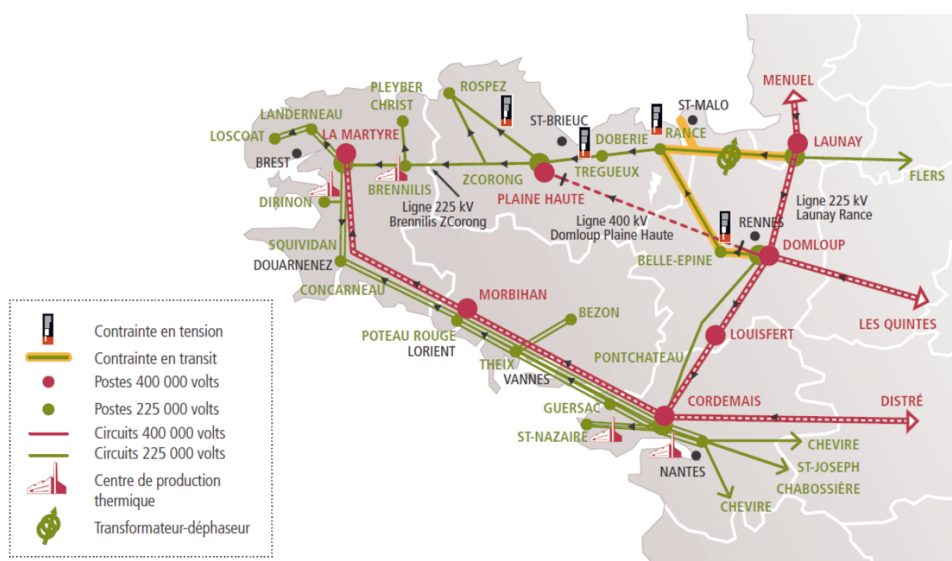 MENUEL
PLEYBER
CHRIST
ROSPEZ
ST-MALO
LANDERNEAU
LOSCOAT
LA MARTYRE
ST-BRIEUC
DOBERIE
RANCE
LAUNAY
BREST
BRENNILIS
ZCORONG
TREGUEUX
FLERS
PLAINE HAUTE
DIRINON
Ligne 225 kV
Brennilis ZCorong
Ligne 400 kV
Domloup Plaine Haute
RENNES
Ligne 225 kV
Launay Rance
SQUIVIDAN
DOUARNENEZ
BELLE-EPINE
DOMLOUP
CONCARNEAU
MORBIHAN
BEZON
LES QUINTES
POTEAU ROUGE
LORIENT
LOUISFERT
THEIX
VANNES
PONTCHATEAU
GUERSAC
CORDEMAIS
DISTRÉ
ST-NAZAIRE
NANTES
CHEVIRE
ST-JOSEPH
CHABOSSIÈRE
CHEVIRE
Contrainte en tension
Contrainte en transit
Postes 400 000 volts
Postes 225 000 volts
Circuits 400 000 volts
Circuits 225 000 volts
Centre de production
thermique
Transformateur-déphaseur